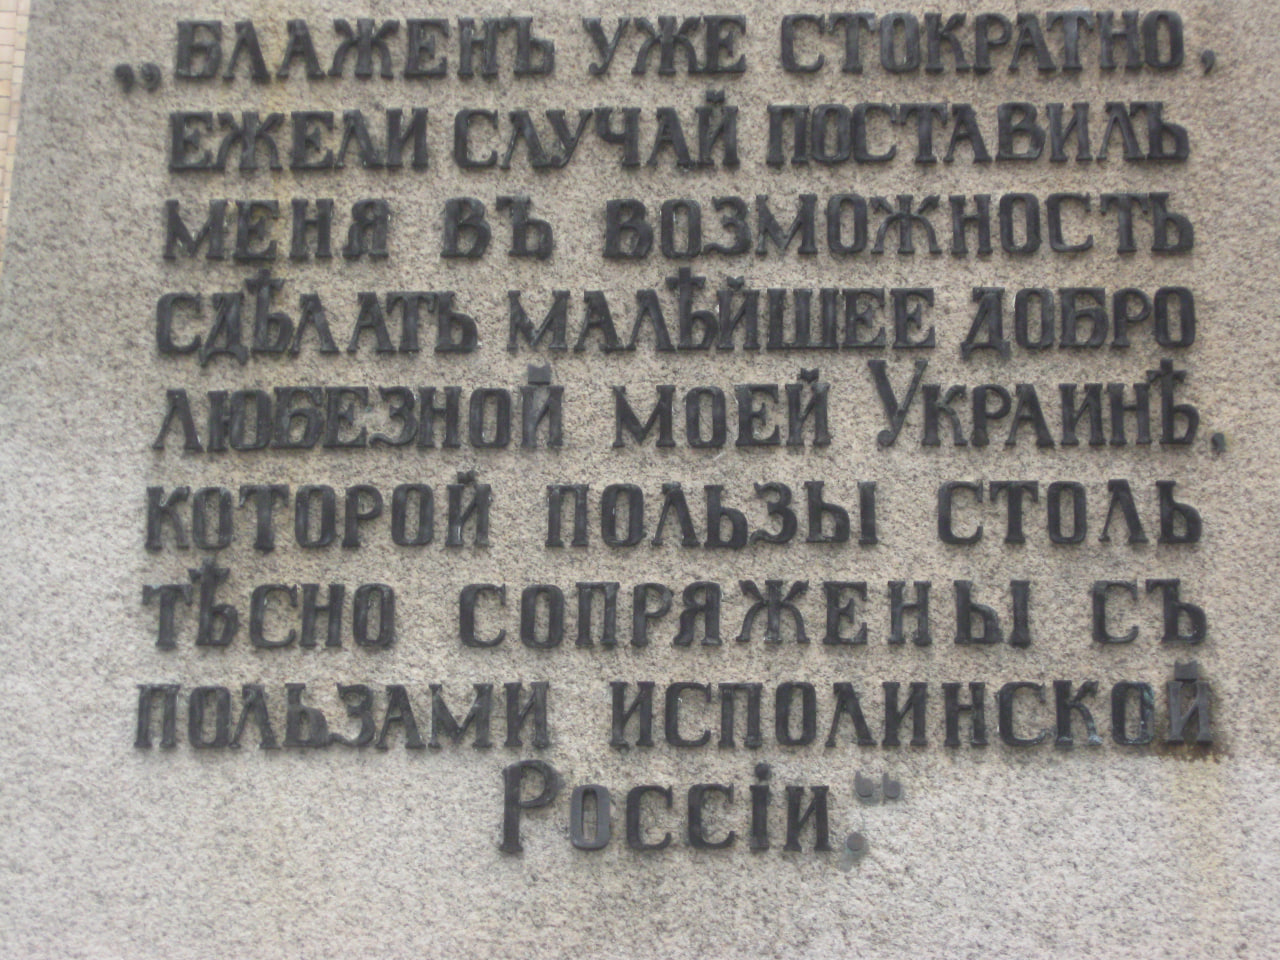 „Блаженъ уже стократно,
ежели случай поставилъ
меня въ возможность
сдѣлать малѣйшее добро
любезной моей Украинѣ,
которой пользы столь
тѣсно сопряжены съ
пользами исполинской
Россіи.“